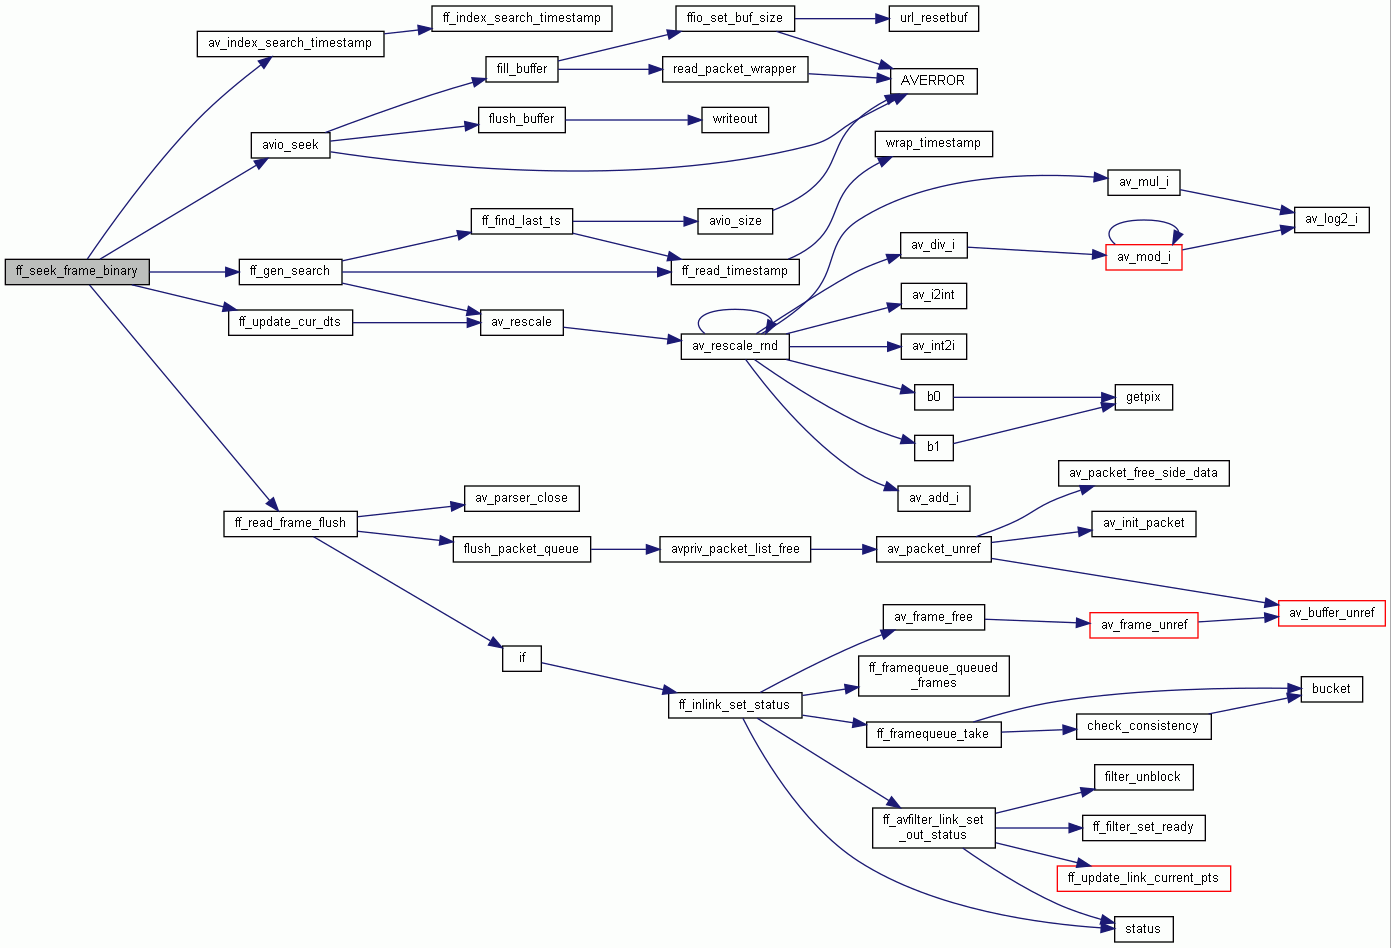 ff_index_search_timestamp
ffio_set_buf_size
url_resetbuf
av_index_search_timestamp
fill_buffer
read_packet_wrapper
AVERROR
flush_buffer
writeout
avio_seek
wrap_timestamp
av_mul_i
ff_find_last_ts
avio_size
av_log2_i
av_div_i
av_mod_i
ff_seek_frame_binary
ff_gen_search
ff_read_timestamp
av_i2int
ff_update_cur_dts
av_rescale
av_rescale_rnd
av_int2i
b0
getpix
b1
av_packet_free_side_data
av_parser_close
av_add_i
ff_read_frame_flush
av_init_packet
flush_packet_queue
avpriv_packet_list_free
av_packet_unref
av_buffer_unref
av_frame_free
av_frame_unref
if
ff_framequeue_queued
_frames
bucket
ff_inlink_set_status
ff_framequeue_take
check_consistency
filter_unblock
ff_avfilter_link_set
_out_status
ff_filter_set_ready
ff_update_link_current_pts
status